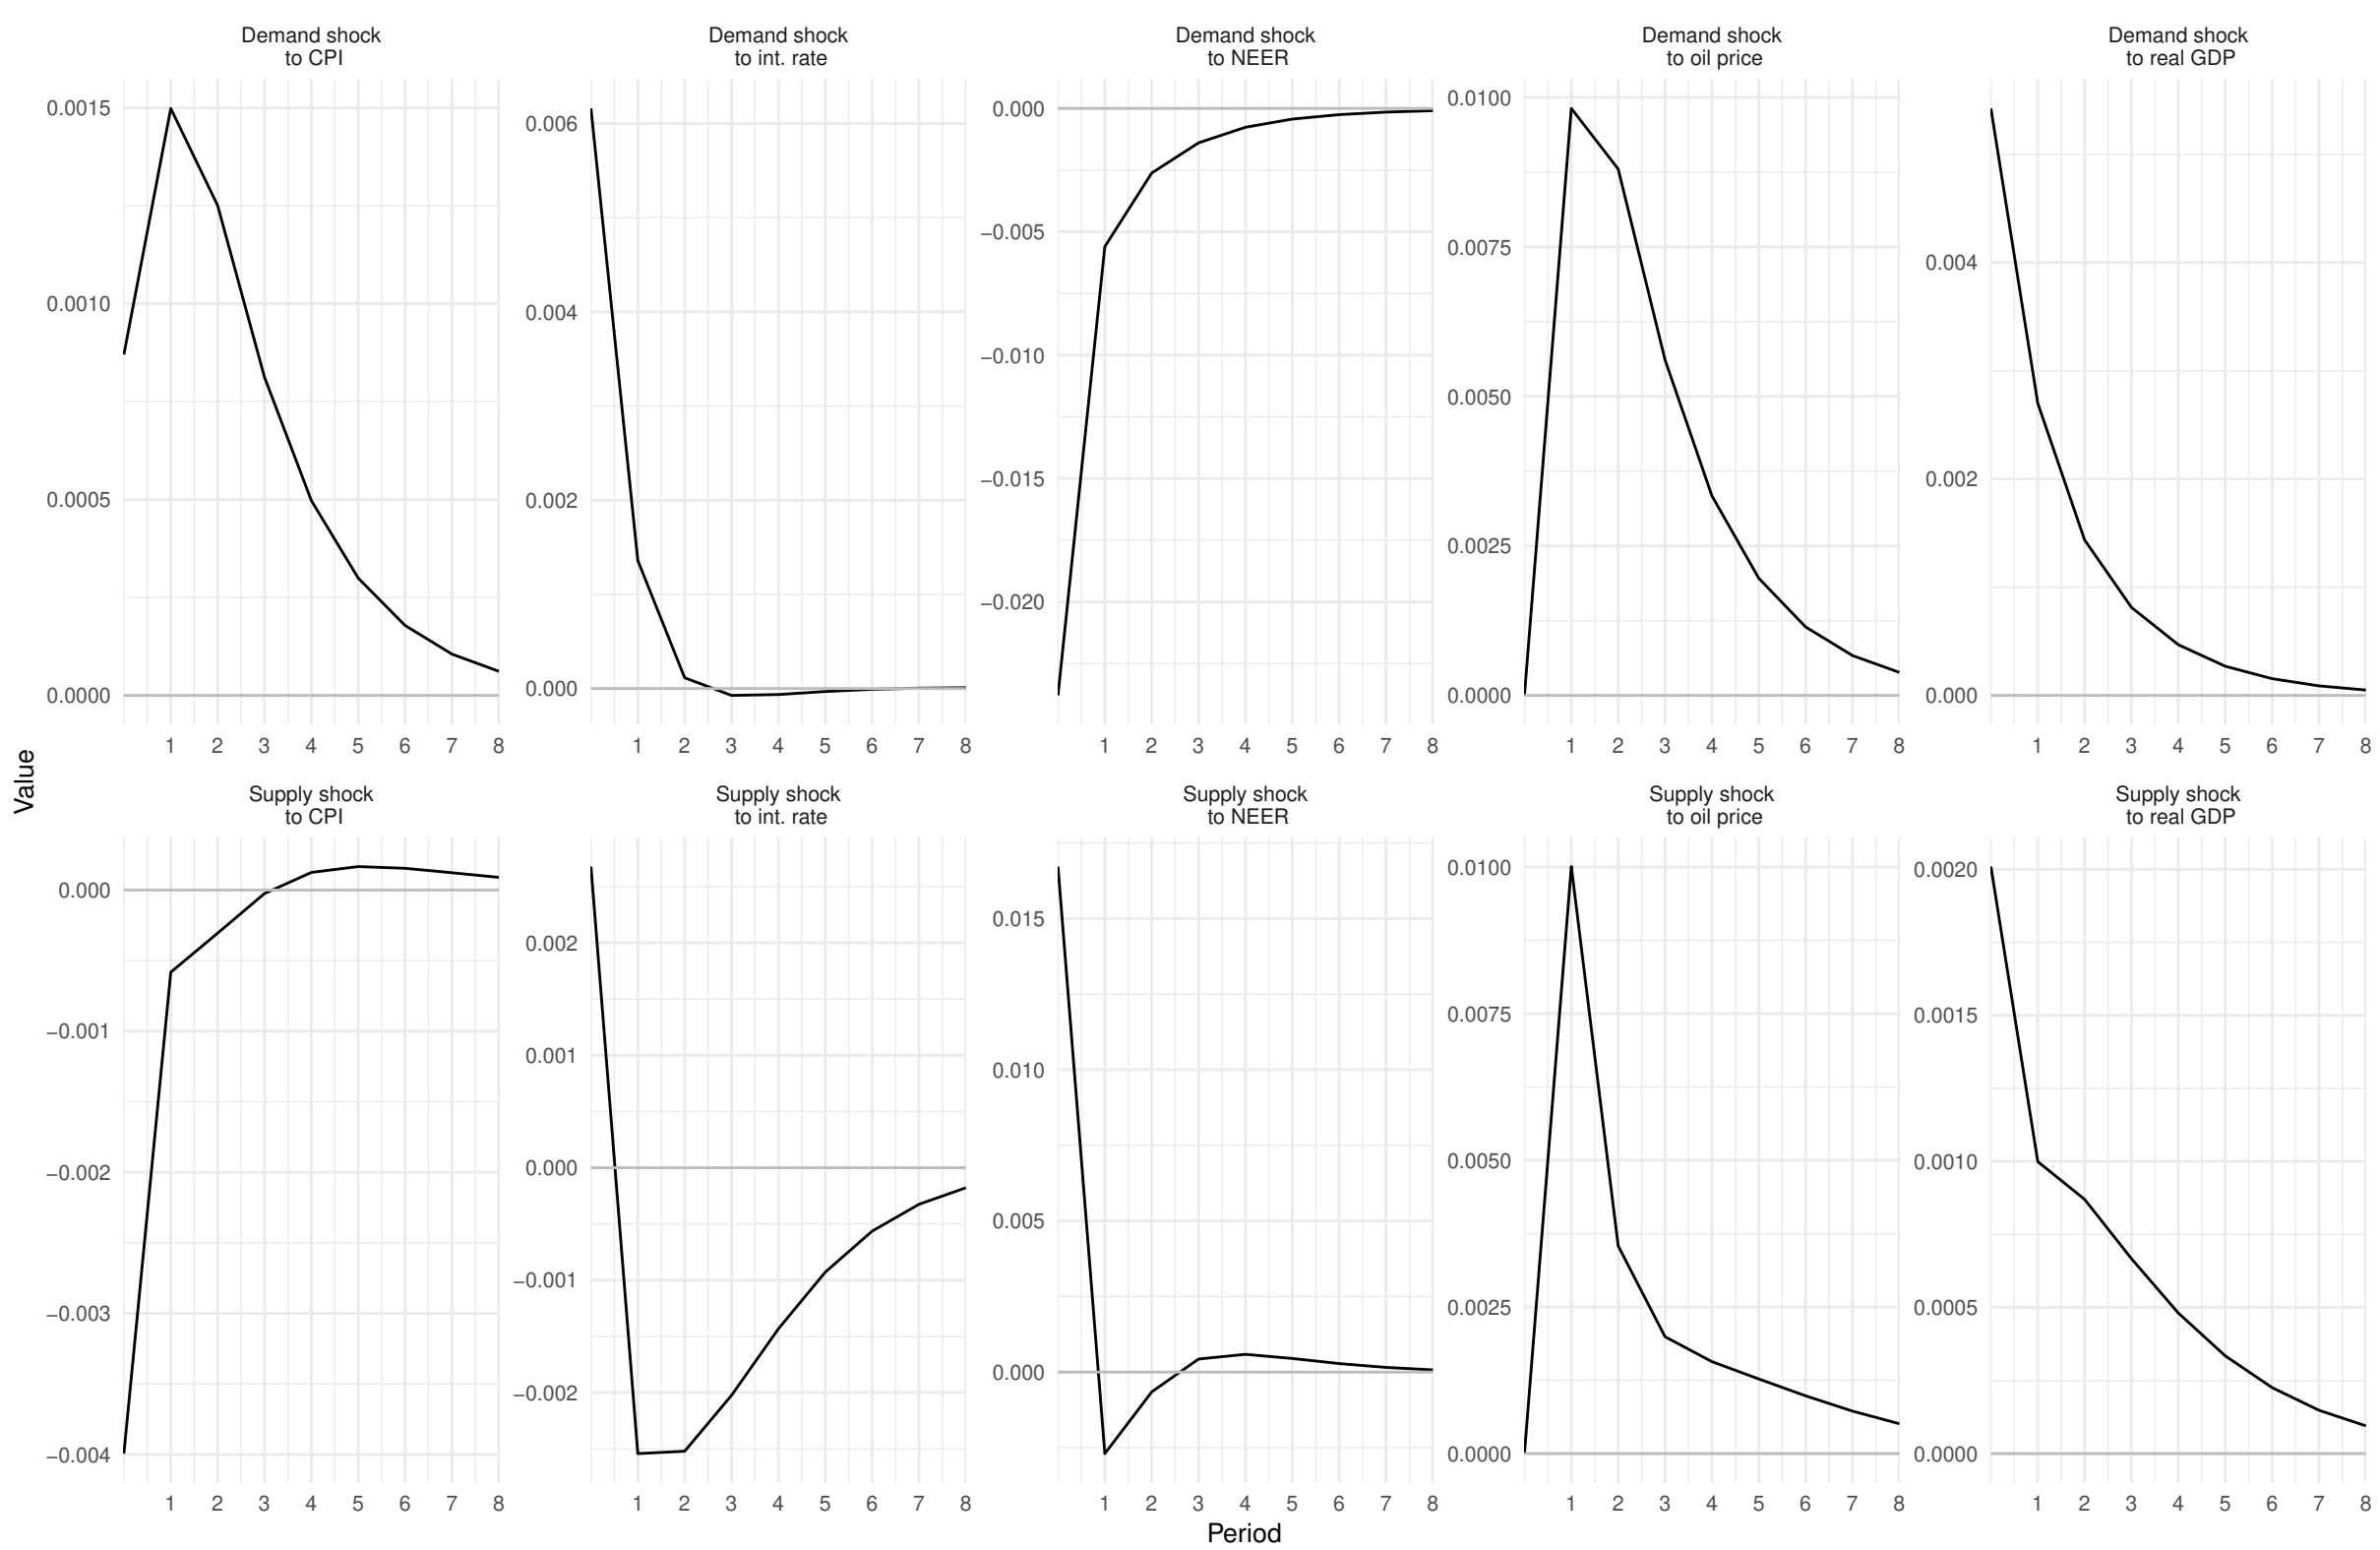 Demand shock
to CPI
Demand shock
to int. rate
Demand shock
to NEER
Demand shock
to oil price
Demand shock
to real GDP
0.0015
0.0010
0.0005
0.0000
0.006
0.004
0.002
0.000
0.000
−0.005
−0.010
−0.015
−0.020
0.0100
0.0075
0.0050
0.0025
0.0000
0.004
0.002
0.000
1 2 3 4 5 6 7 8
1 2 3 4 5 6 7 8
1 2 3 4 5 6 7 8
1 2 3 4 5 6 7 8
1 2 3 4 5 6 7 8
Value
Supply shock
to CPI
Supply shock
to int. rate
Supply shock
to NEER
Supply shock
to oil price
Supply shock
to real GDP
0.000
−0.001
−0.002
−0.003
−0.004
0.002
0.001
0.000
−0.001
−0.002
0.015
0.010
0.005
0.000
0.0100
0.0075
0.0050
0.0025
0.0000
0.0020
0.0015
0.0010
0.0005
0.0000
1 2 3 4 5 6 7 8
1 2 3 4 5 6 7 8
1 2 3 4 5 6 7 8
1 2 3 4 5 6 7 8
1 2 3 4 5 6 7 8
Period